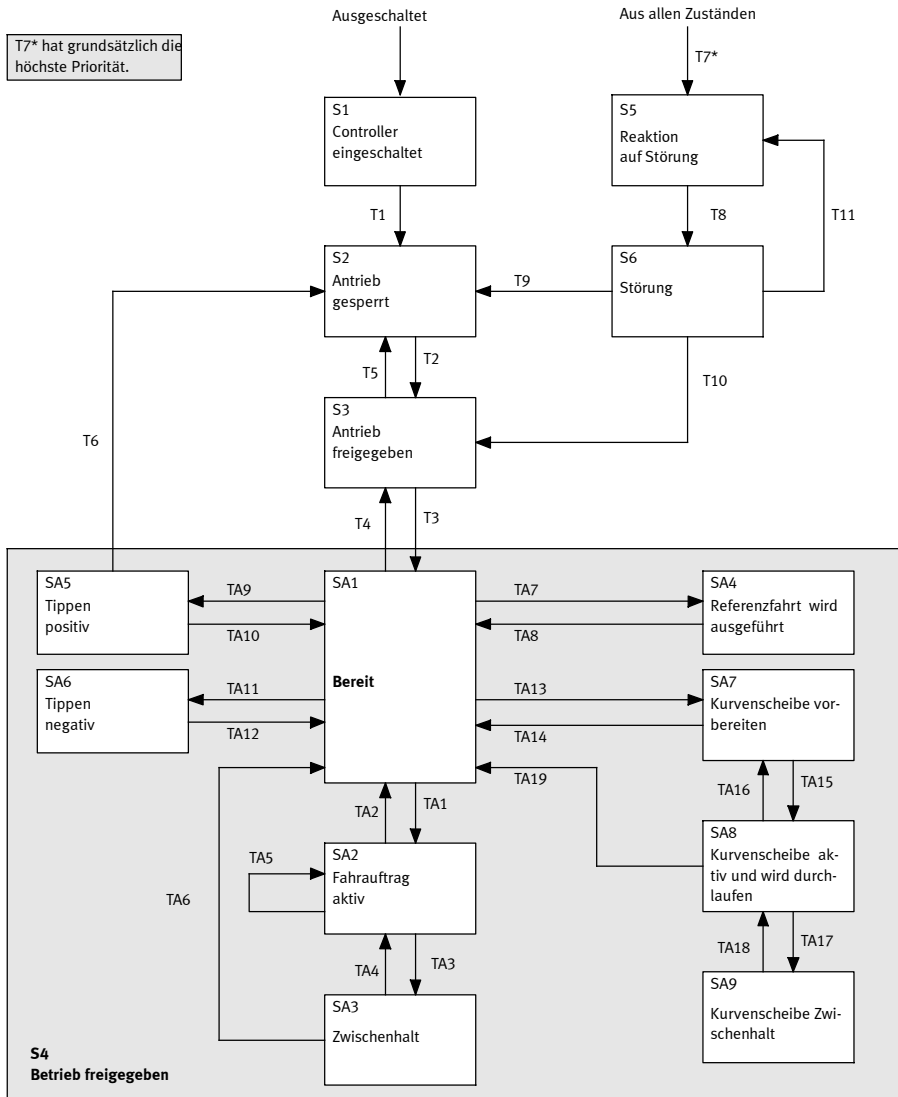 Ausgeschaltet
Aus allen Zuständen
T7* hat grundsätzlich die
höchste Priorität.
T7*
S1
Controller
eingeschaltet
S5
Reaktion
auf Störung
T1
T8
T11
S2
Antrieb
gesperrt
T9
S6
Störung
T5
T2
T10
S3
Antrieb
freigegeben
T6
T4
T3
SA5
Tippen
positiv
TA9
TA10
SA1
Bereit
TA7
TA8
SA4
Referenzfahrt wird
ausgeführt
SA6
Tippen
negativ
TA11
TA12
TA13
TA14
SA7
Kurvenscheibe vor-
bereiten
TA19
TA16
TA15
TA2
TA1
SA2
Fahrauftrag
aktiv
TA5
TA6
SA8
Kurvenscheibe ak-
tiv und wird durch-
laufen
TA4
TA3
TA18
TA17
SA3
Zwischenhalt
SA9
Kurvenscheibe Zwi-
schenhalt
S4
Betrieb freigegeben